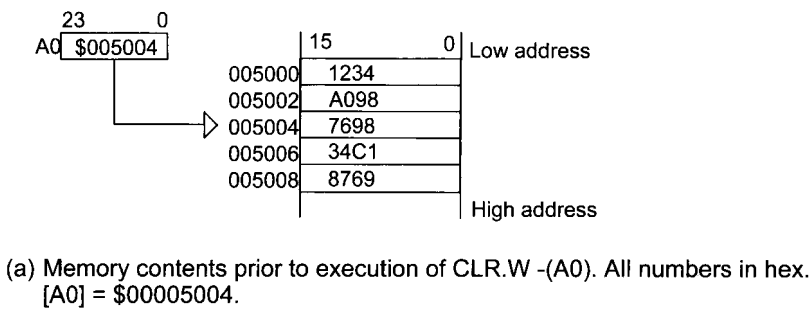 23 0
A0 $005004
15 0 Low address
005000 1234
005002 A098
005004 7698
005006 34C1
005008 8769
High address
(a) Memory contents prior to execution of CLR.W -(A0). All numbers in hex.
[A0] = $00005004.